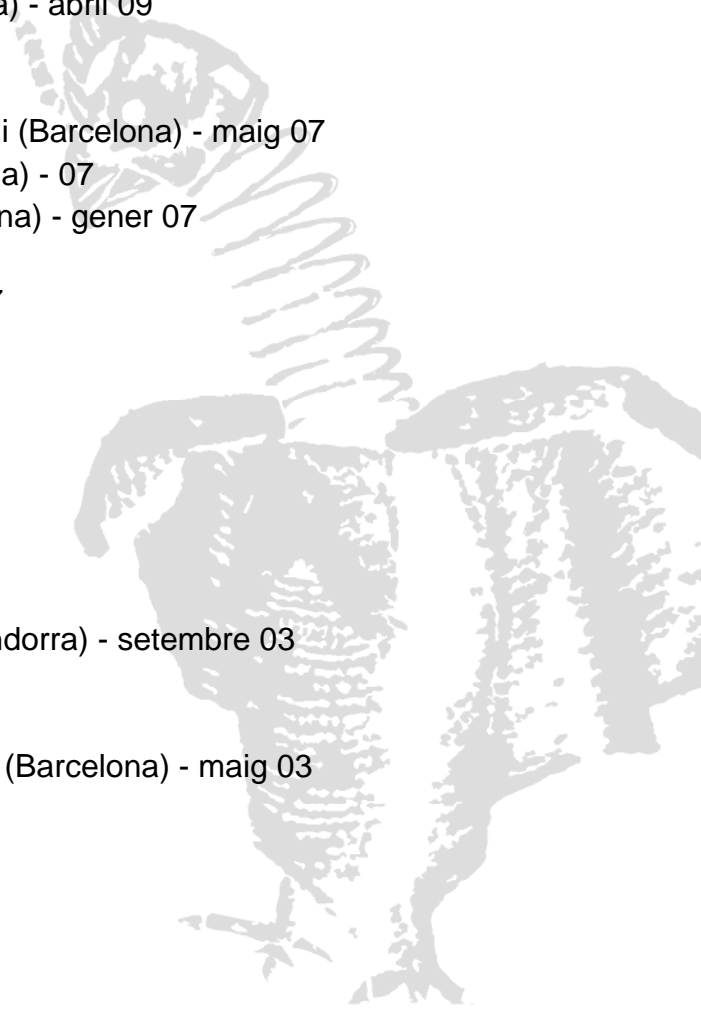 a) - abril 09
i (Barcelona) - maig 07
a) - 07
na) - gener 07
ndorra) - setembre 03
(Barcelona) - maig 03